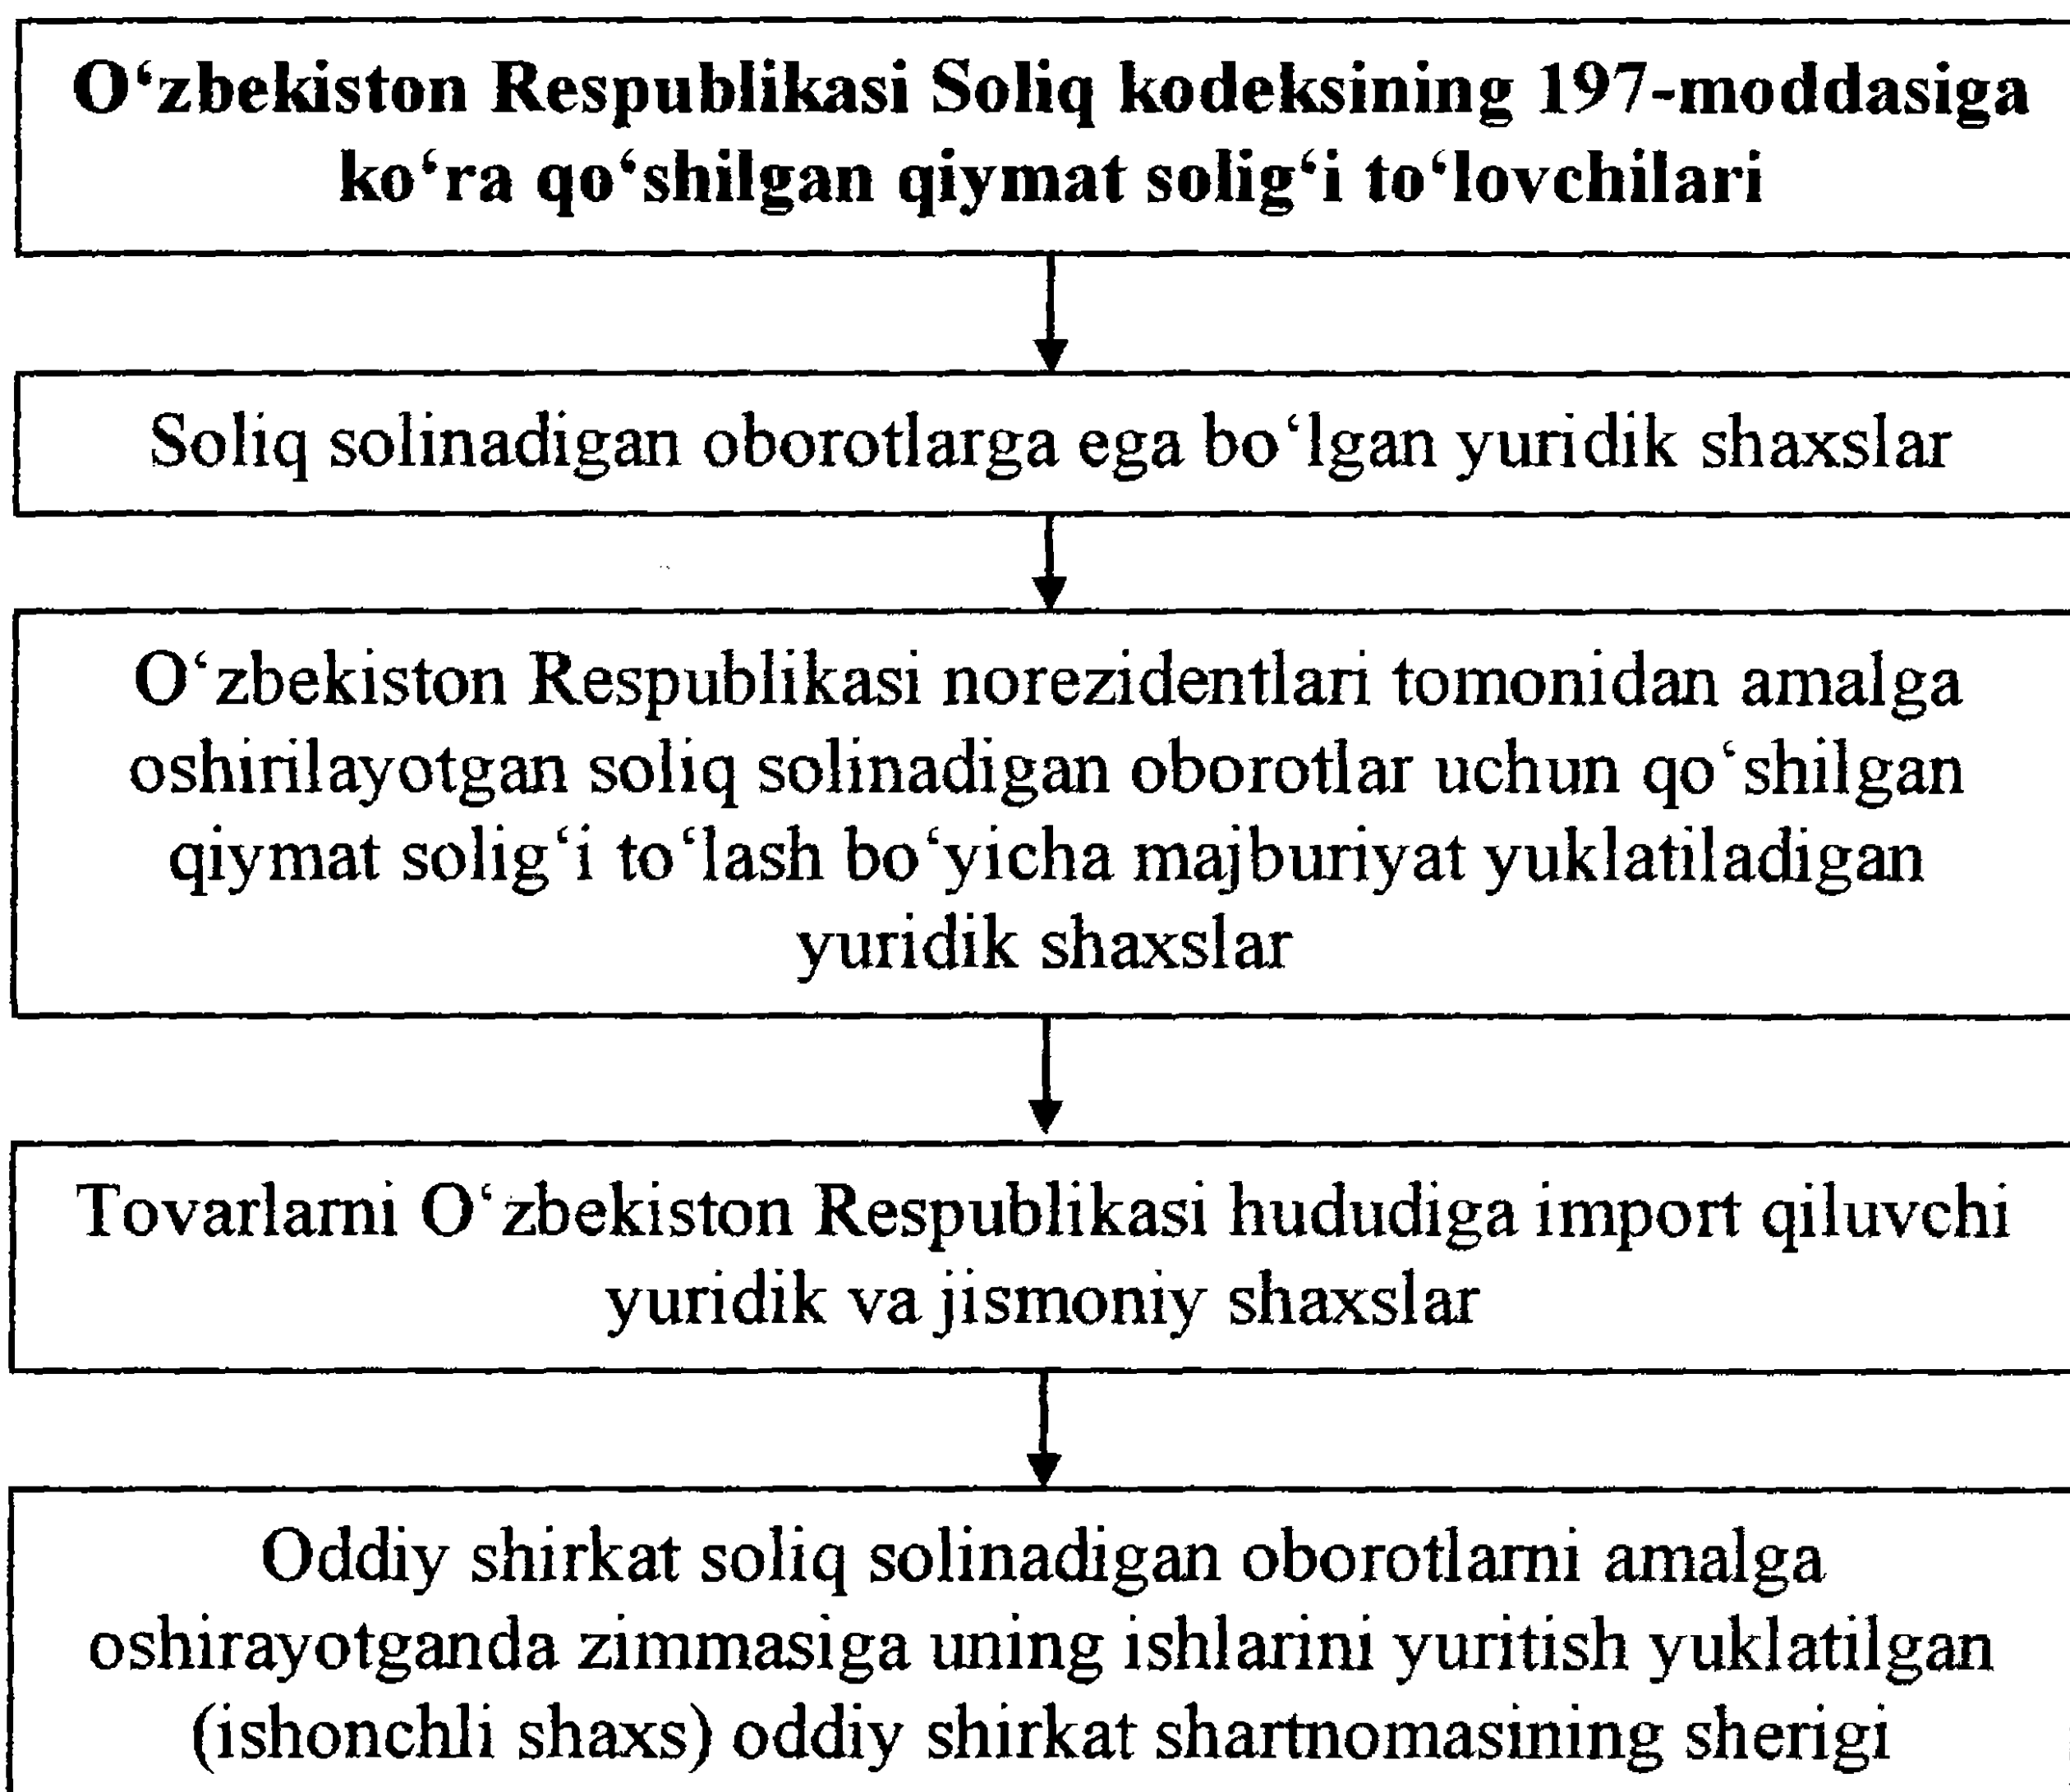 O‘zbekiston Respublikasi Soliq kodeksining 197-moddasiga
ko‘ra qo‘shilgan qiymat solig‘i to‘lovchilari
Soliq solinadigan oborotlarga ega bo‘lgan yuridik shaxslar
O‘zbekiston Respublikasi norezidentlari tomonidan amalga
oshirilayotgan soliq solinadigan oborotlar uchun qo‘shilgan
qiymat solig‘i to‘lash bo‘yicha majburiyat yuklatiladigan
yuridik shaxslar
Tovarlarni O‘zbekiston Respublikasi hududiga import qiluvchi
yuridik va jismoniy shaxslar
Oddiy shirkat soliq solinadigan oborotlarni amalga
oshirayotganda zimmasiga uning ishlarini yuritish yuklatilgan
(ishonchli shaxs) oddiy shirkat shartnomasining sherigi